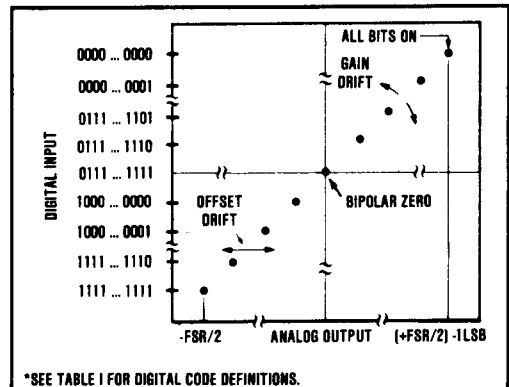 ALL BITS ON
0000 ... 0000
0000 ... 0001
GAIN
DRIFT
0111 ... 1101
0111 ... 1110
DIGITAL INPUT
0111 ... 1111
BIPOLAR ZERO
1000 ... 0000
OFFSET
DRIFT
1000 ... 0001
1111 ... 1110
1111 ... 1111
-FSR/2
ANALOG OUTPUT
(+FSR/2) -1LSB
*SEE TABLE I FOR DIGITAL CODE DEFINITIONS.